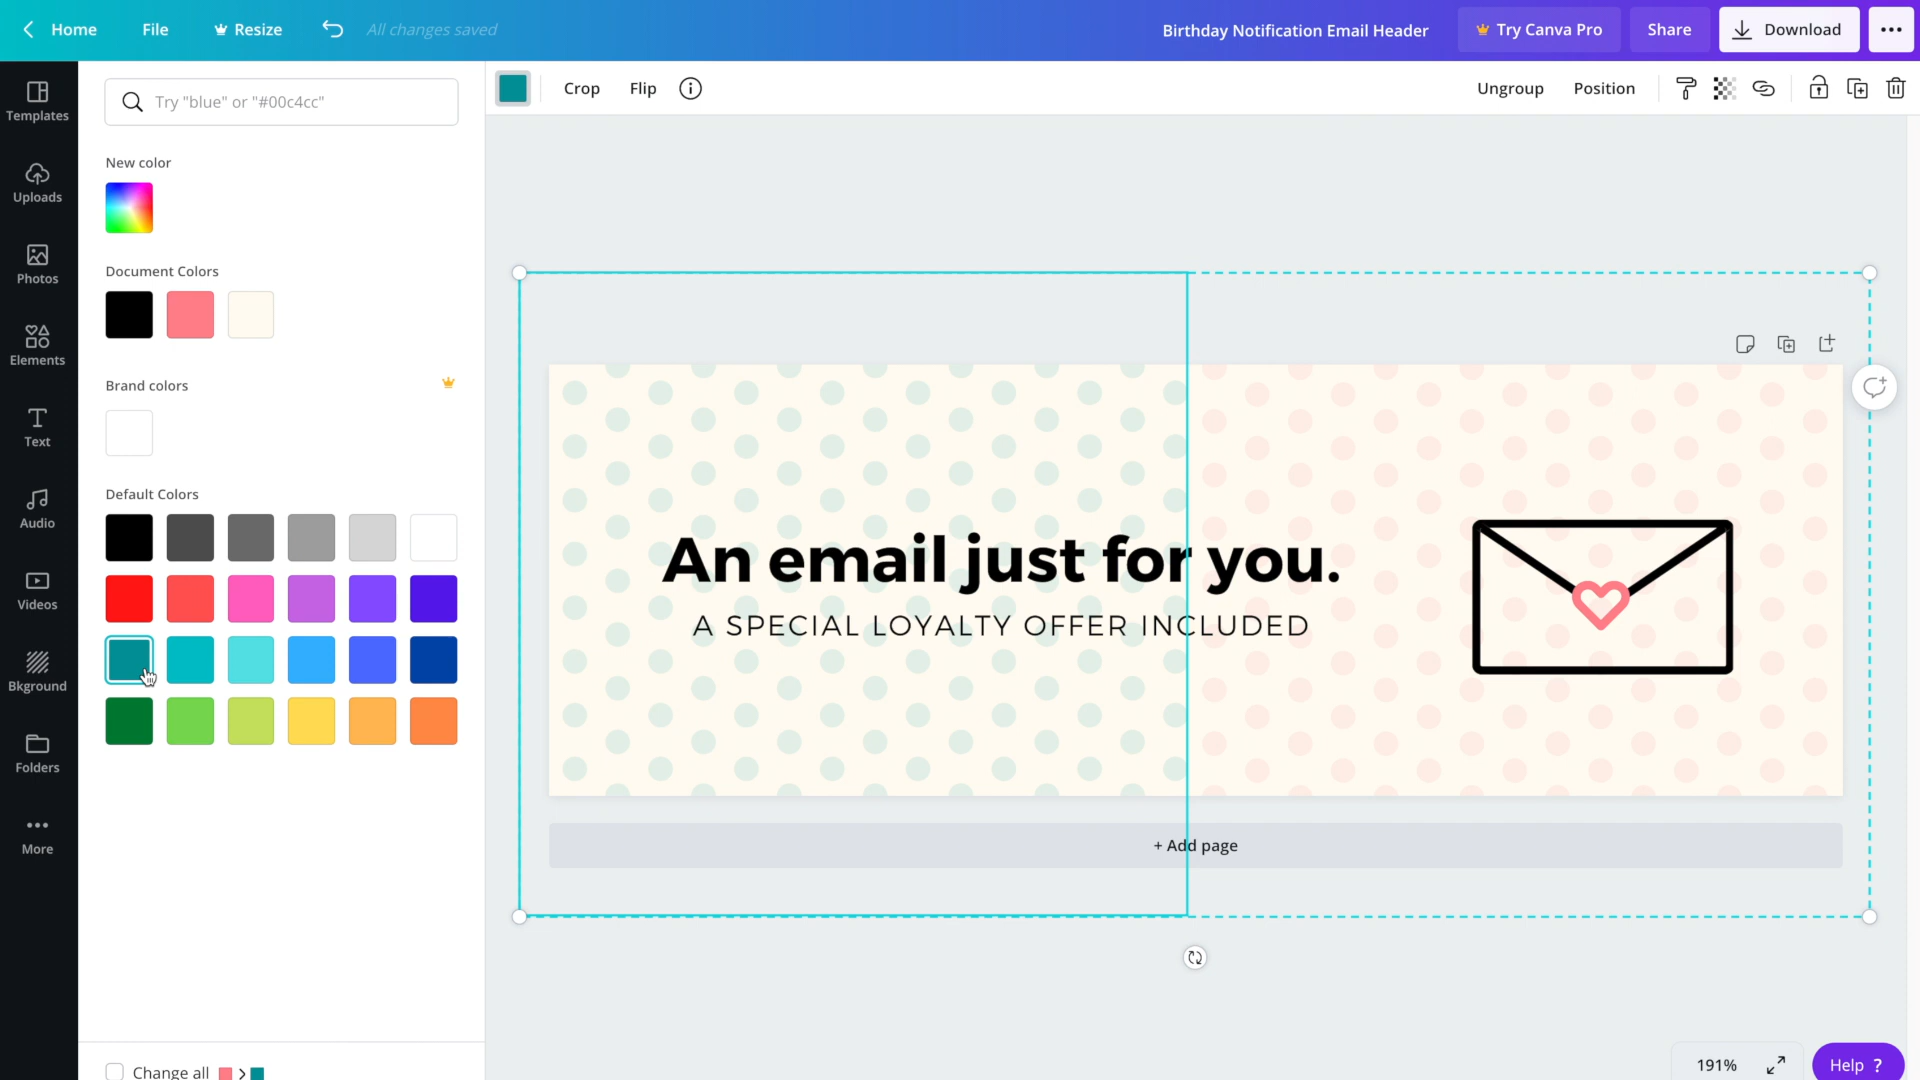 Home
File
Resize
All changes saved
Birthday Notification Email Header
Try Canva Pro
Share
Download
Templates
Uploads
Photos
Elements
Text
Audio
Videos
Bkground
Folders
More
Try "blue" or "#00c4cc"
New color
Document Colors
Brand colors
Default Colors
Change all
Crop
Flip
Ungroup
Position
An email just for you.
A SPECIAL LOYALTY OFFER INCLUDED
+ Add page
191%
Help ?